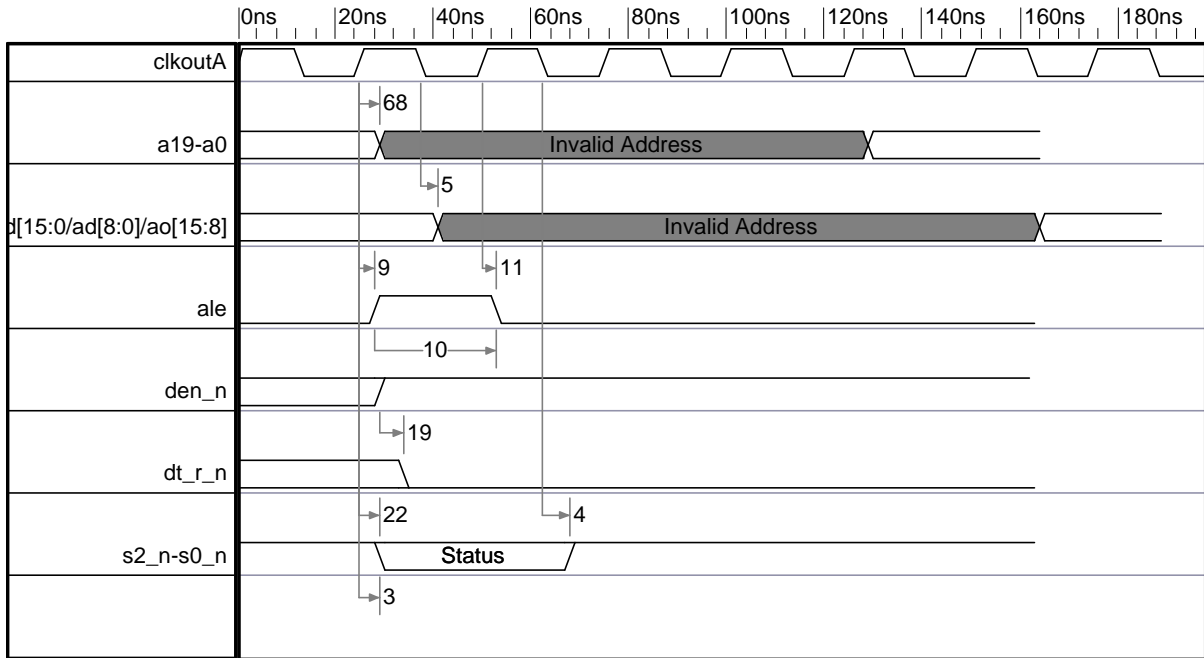 0ns 20ns 40ns 60ns 80ns 100ns 120ns 140ns 160ns 180ns
clkoutA
68
a19-a0 Invalid Address
5
d[15:0/ad[8:0]/ao[15:8] Invalid Address
9 11
ale
10
den_n
19
dt_r_n
22 4
s2_n-s0_n Status
3